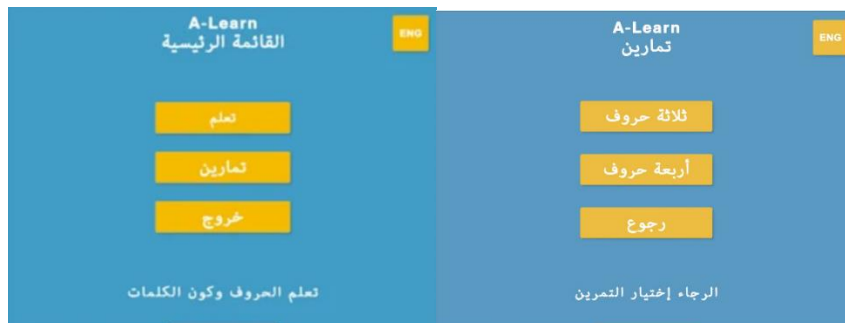 A-Learn
القائمة الرئيسية
ENG
تعلم
تمارين
خروج
تعلم الحروف وكون الكلمات
A-Learn
تمارين
ENG
ثلاثة حروف
أربعة حروف
رجوع
الرجاء إختيار التمرين